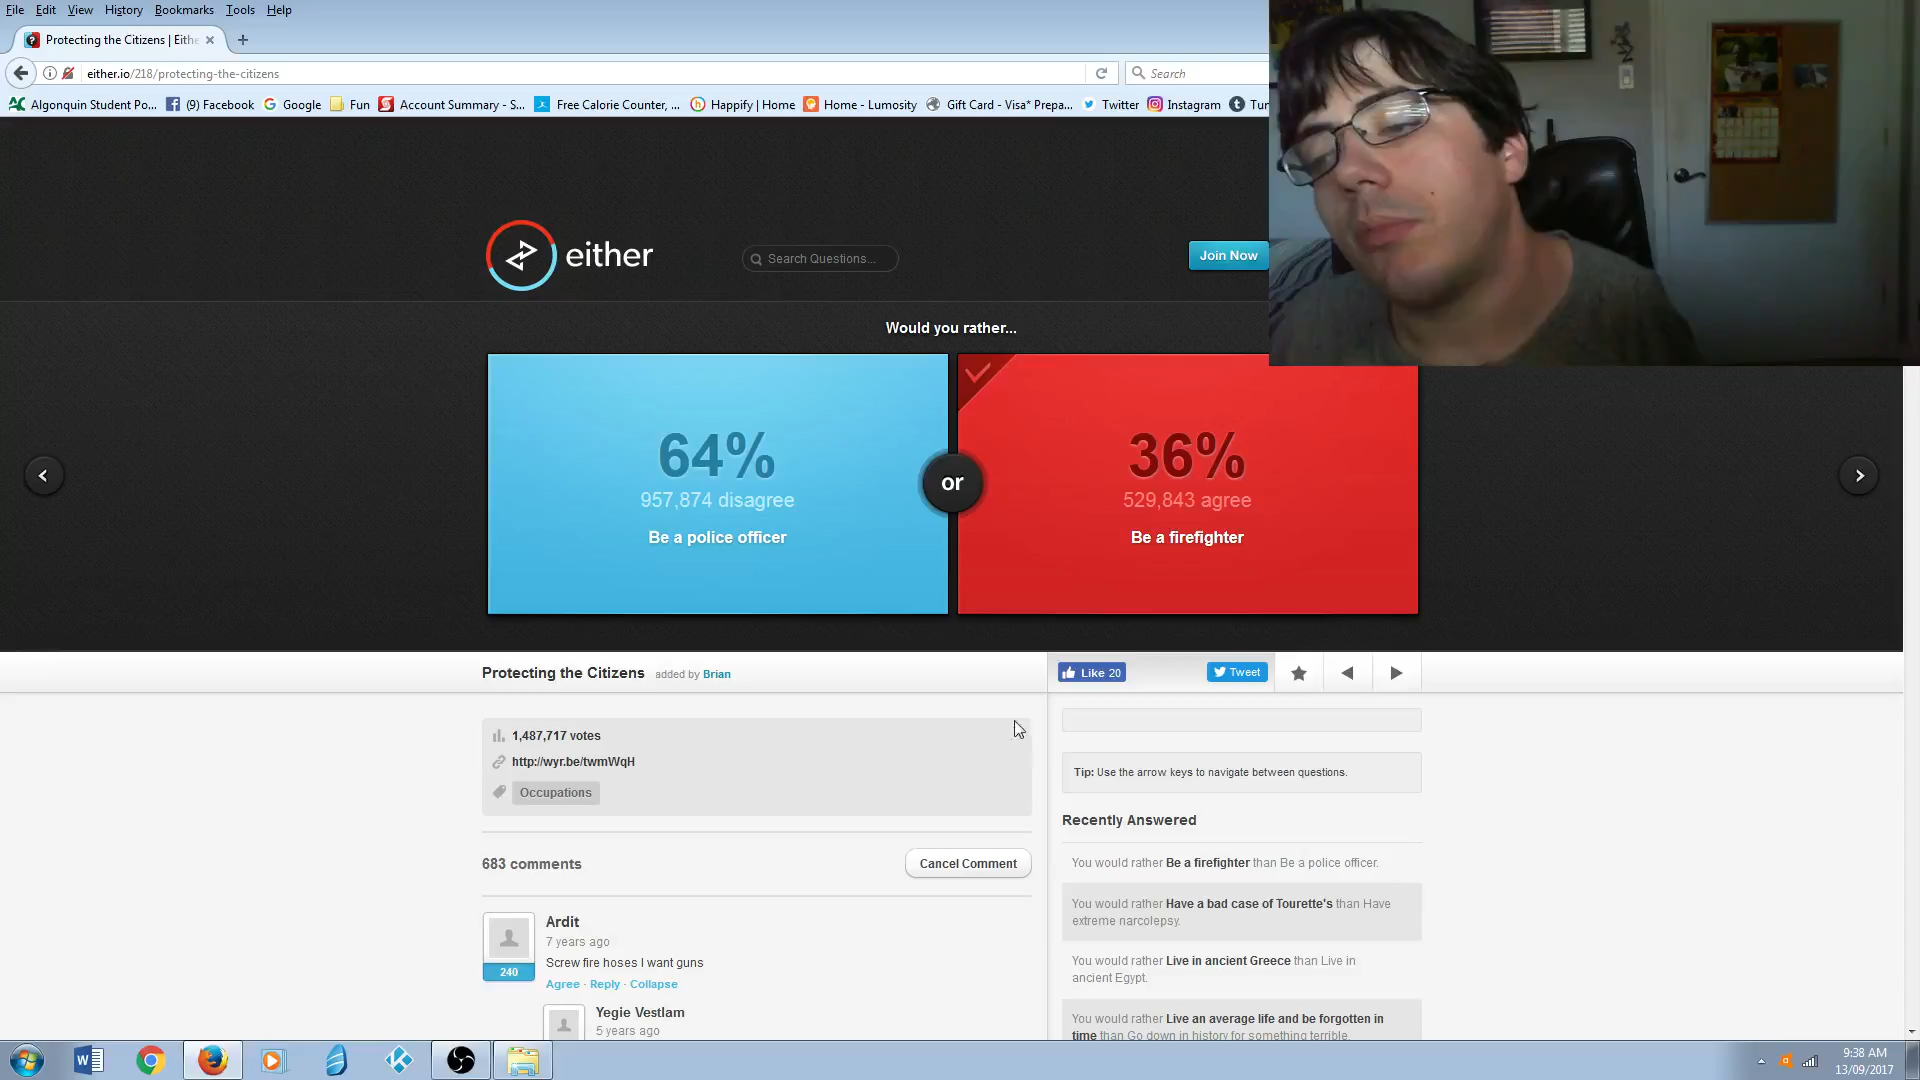 File Edit View History Bookmarks Tools Help
Protecting the Citizens | Eithe
either.io/218/protecting-the-citizens
Search
Algonquin Student Po... (9) Facebook Google Fun Account Summary - S... Free Calorie Counter, ... Happify | Home Home - Lumosity Gift Card - Visa* Prepa... Twitter Instagram Tun
either
Search Questions...
Join Now
Would you rather...
64%
957,874 disagree
Be a police officer
or
36%
529,843 agree
Be a firefighter
Protecting the Citizens added by Brian
Like 20
Tweet
1,487,717 votes
http://wyr.be/twmWqH
Occupations
683 comments
Cancel Comment
Ardit
7 years ago
Screw fire hoses I want guns
240
Agree · Reply · Collapse
Yegie Vestlam
5 years ago
Tip: Use the arrow keys to navigate between questions.
Recently Answered
You would rather Be a firefighter than Be a police officer.
You would rather Have a bad case of Tourette's than Have
extreme narcolepsy.
You would rather Live in ancient Greece than Live in
ancient Egypt.
You would rather Live an average life and be forgotten in
time than Go down in history for something terrible.
9:38 AM
13/09/2017